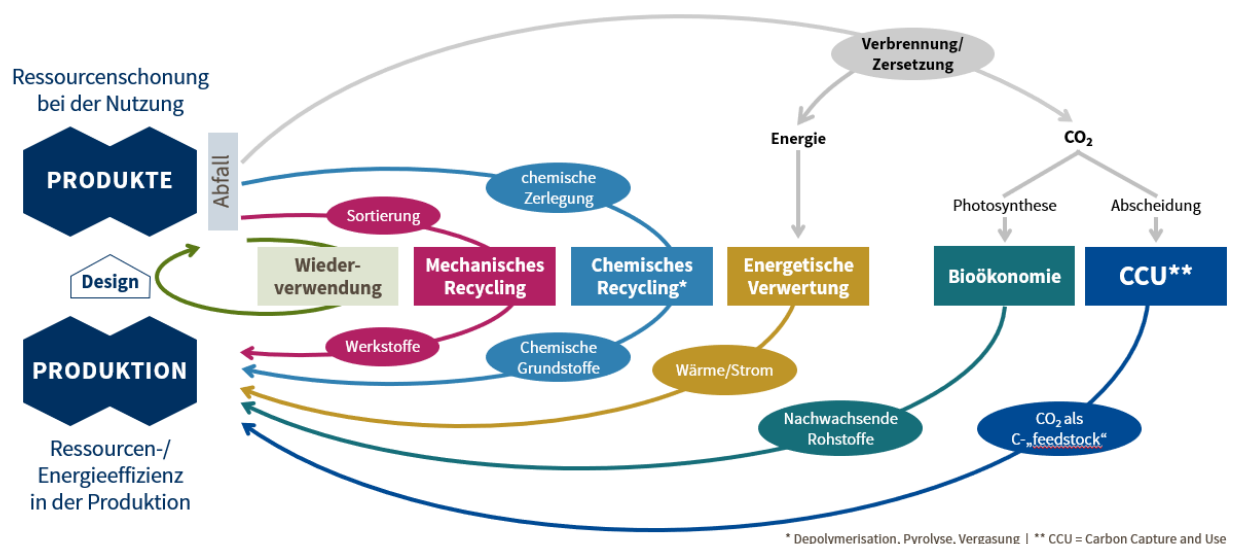 Verbrennung/
Zersetzung
Ressourcenschonung
bei der Nutzung
PRODUKTE
Abfall
Energie
CO₂
chemische
Zerlegung
Sortierung
Photosynthese
Abscheidung
Design
Wieder-
verwendung
Mechanisches
Recycling
Chemisches
Recycling*
Energetische
Verwertung
Bioökonomie
CCU**
PRODUKTION
Werkstoffe
Chemische
Grundstoffe
Wärme/Strom
Nachwachsende
Rohstoffe
CO₂ als
C-„feedstock“
Ressourcen-/
Energieeffizienz
in der Produktion
* Depolymerisation, Pyrolyse, Vergasung | ** CCU = Carbon Capture and Use